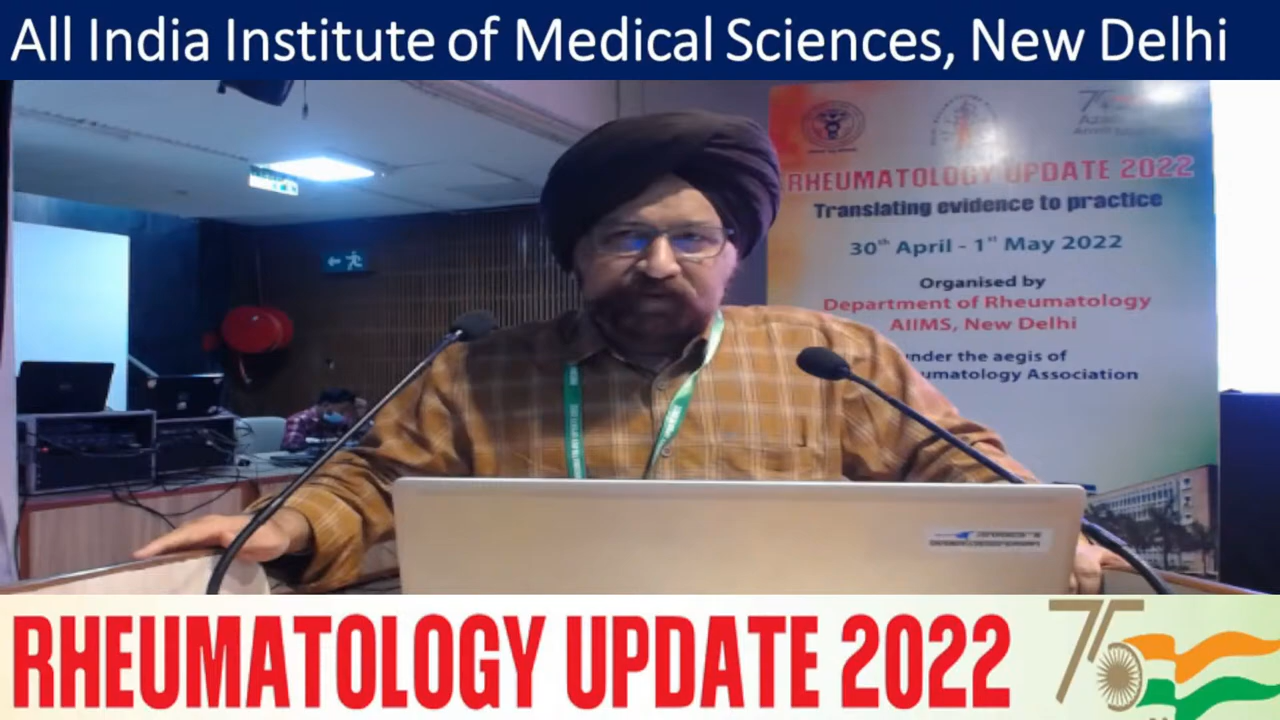 All India Institute of Medical Sciences, New Delhi
RHEUMATOLOGY UPDATE 2022
Translating evidence to practice
30th April - 1st May 2022
Organised by
Department of Rheumatology
AIIMS, New Delhi
under the aegis of
Association
RHEUMATOLOGY UPDATE 2022
75